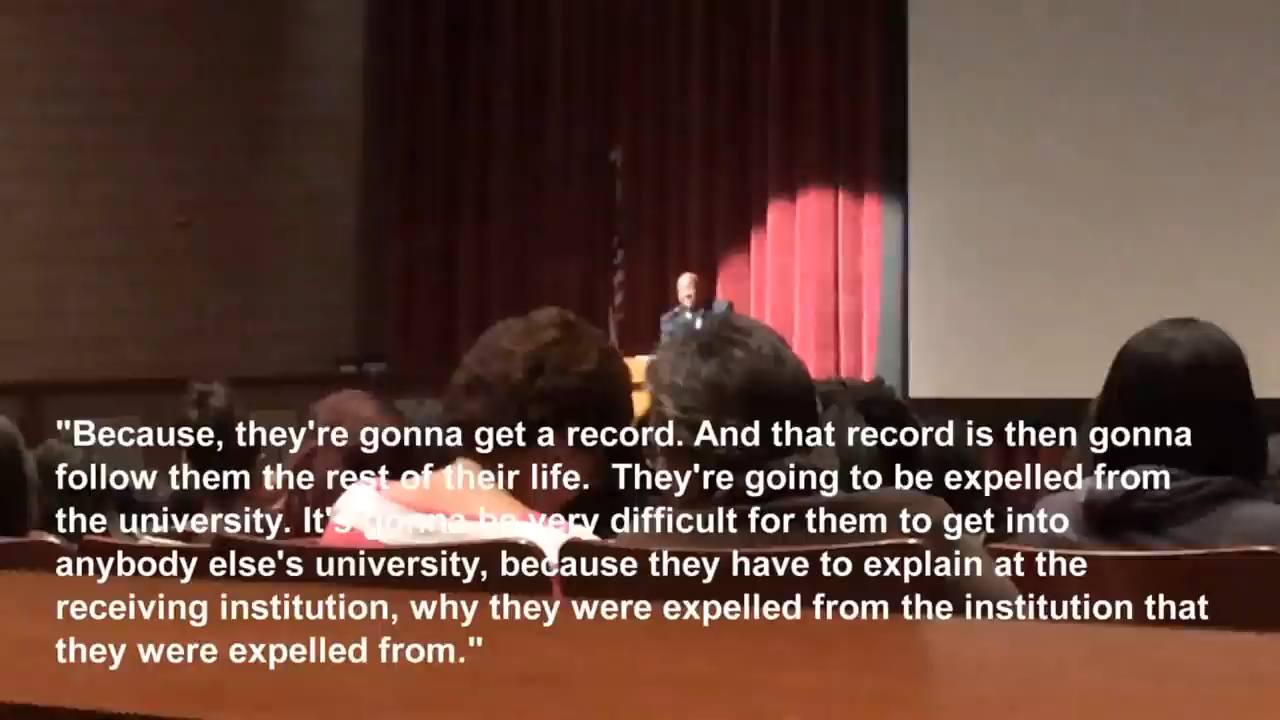 "Because, they're gonna get a record. And that record is then gonna
follow them the rest of their life.  They're going to be expelled from
the university. It's gonna be very difficult for them to get into
anybody else's university, because they have to explain at the
receiving institution, why they were expelled from the institution that
they were expelled from."